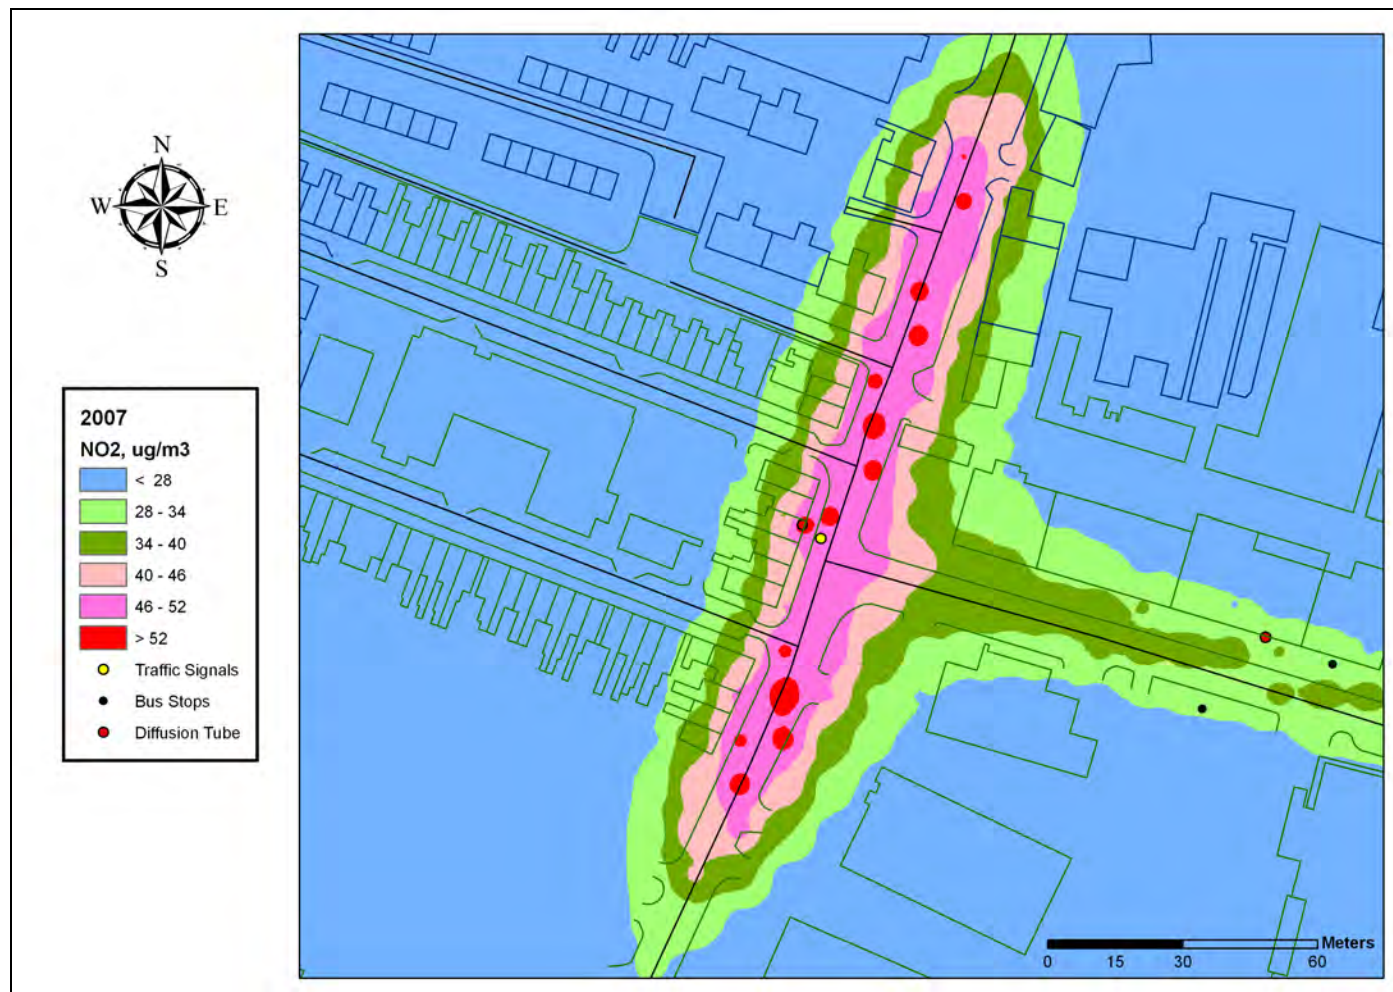 N
W E
S
2007
NO2, ug/m3
< 28
28 - 34
34 - 40
40 - 46
46 - 52
> 52
Traffic Signals
Bus Stops
Diffusion Tube
Meters
0 15 30 60